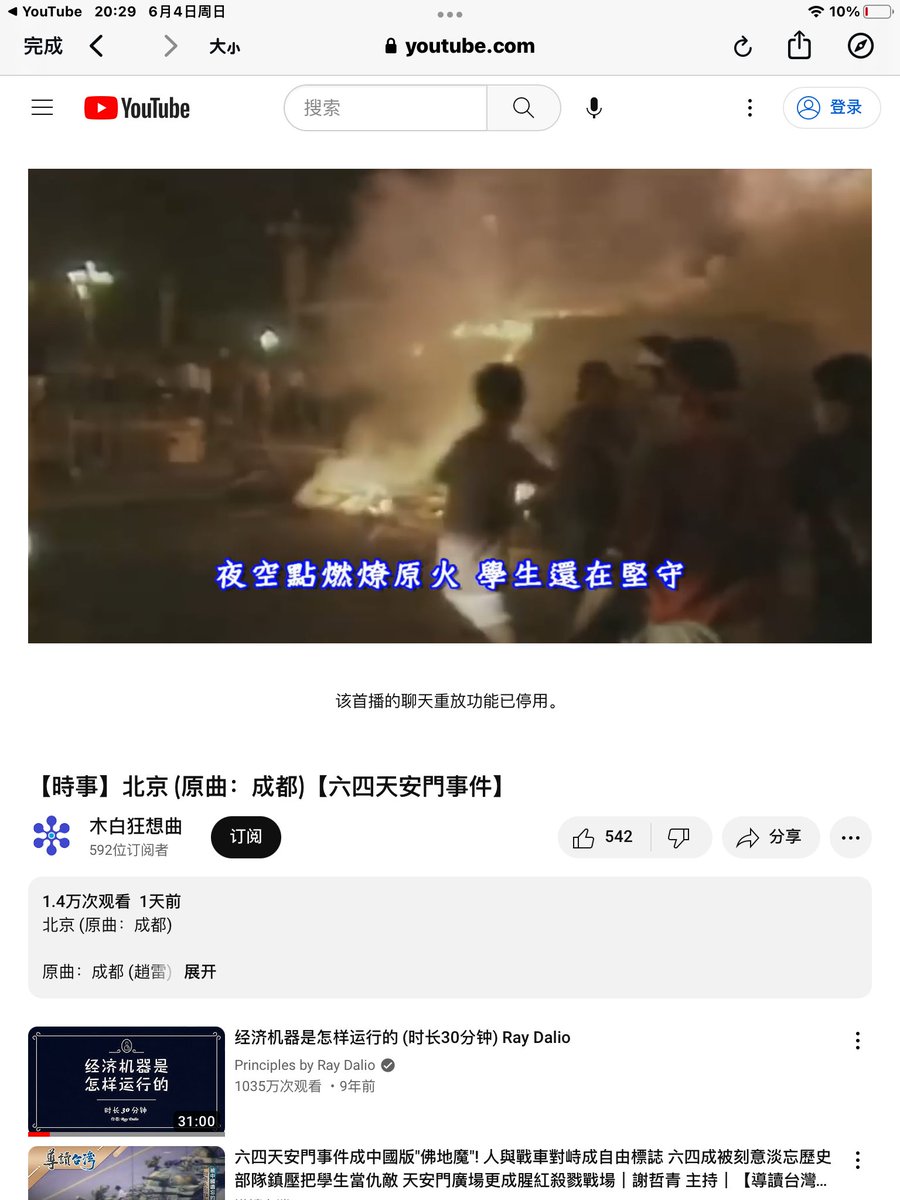 YouTube 20:29 6月4日周日
10%
完成 大小 youtube.com
YouTube 搜索 登录
夜空點燃燎原火 學生還在堅守
该首播的聊天重放功能已停用。
【時事】北京 (原曲：成都)【六四天安門事件】
木白狂想曲
592位订阅者
订阅
542
分享
1.4万次观看 1天前
北京 (原曲：成都)
原曲：成都 (趙雷) 展开
经济机器是
怎样运行的
时长30分钟
作者: Ray Dalio
31:00
经济机器是怎样运行的 (时长30分钟) Ray Dalio
Principles by Ray Dalio
1035万次观看 • 9年前
導讀台灣
六四天安門事件成中國版"佛地魔"! 人與戰車對峙成自由標誌 六四成被刻意淡忘歷史
部隊鎮壓把學生當仇敵 天安門廣場更成腥紅殺戮戰場｜謝哲青 主持｜【導讀台灣...